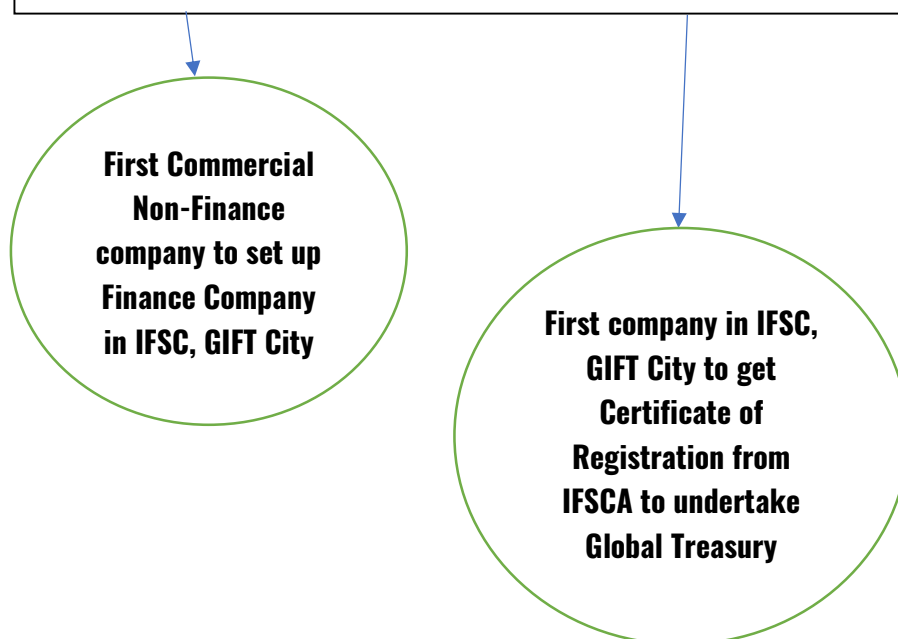 First Commercial
Non-Finance
company to set up
Finance Company
in IFSC, GIFT City
First company in IFSC,
GIFT City to get
Certificate of
Registration from
IFSCA to undertake
Global Treasury